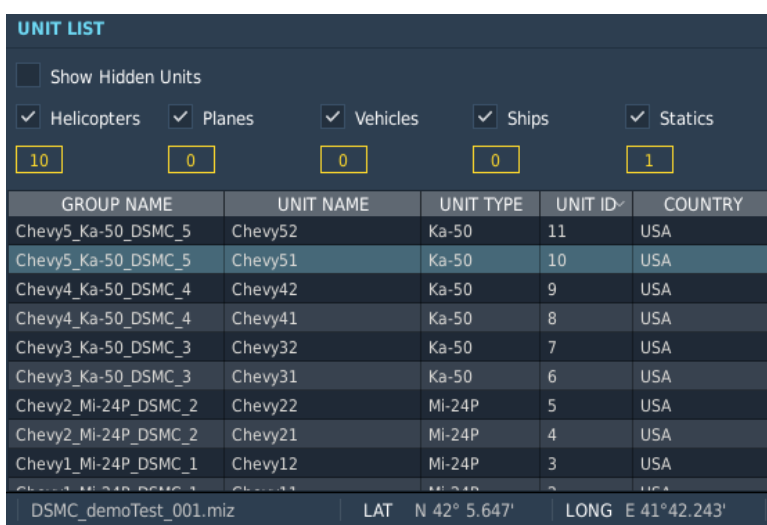 UNIT LIST
Show Hidden Units
Helicopters Planes Vehicles Ships Statics
10 0 0 0 1
GROUP NAME UNIT NAME UNIT TYPE UNIT ID COUNTRY
Chevy5_Ka-50_DSMC_5 Chevy52 Ka-50 11 USA
Chevy5_Ka-50_DSMC_5 Chevy51 Ka-50 10 USA
Chevy4_Ka-50_DSMC_4 Chevy42 Ka-50 9 USA
Chevy4_Ka-50_DSMC_4 Chevy41 Ka-50 8 USA
Chevy3_Ka-50_DSMC_3 Chevy32 Ka-50 7 USA
Chevy3_Ka-50_DSMC_3 Chevy31 Ka-50 6 USA
Chevy2_Mi-24P_DSMC_2 Chevy22 Mi-24P 5 USA
Chevy2_Mi-24P_DSMC_2 Chevy21 Mi-24P 4 USA
Chevy1_Mi-24P_DSMC_1 Chevy12 Mi-24P 3 USA
DSMC_demoTest_001.miz LAT N 42° 5.647' LONG E 41°42.243'